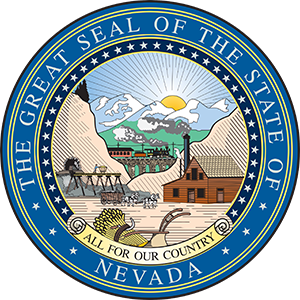 THE GREAT SEAL OF THE STATE OF
NEVADA
ALL FOR OUR COUNTRY